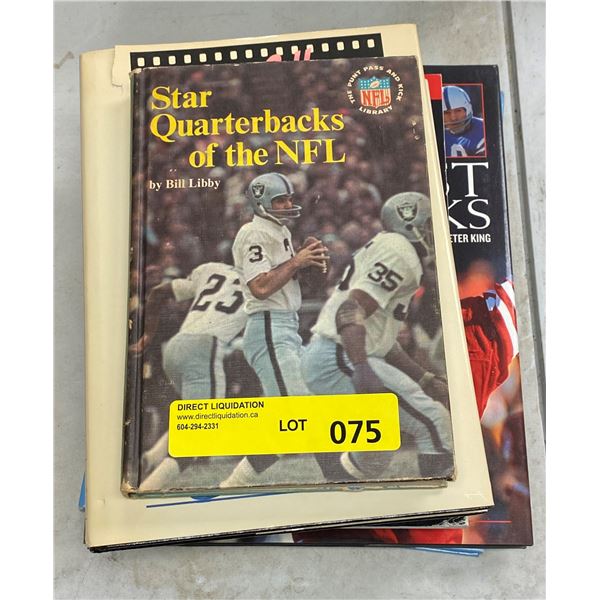 Star
Quarterbacks
of the NFL
by Bill Libby
THE PUNT PASS AND KICK
NFL
LIBRARY
3
35
23
ST
KS
ETER KING
DIRECT LIQUIDATION
www.directliquidation.ca
604-294-2331
LOT 075